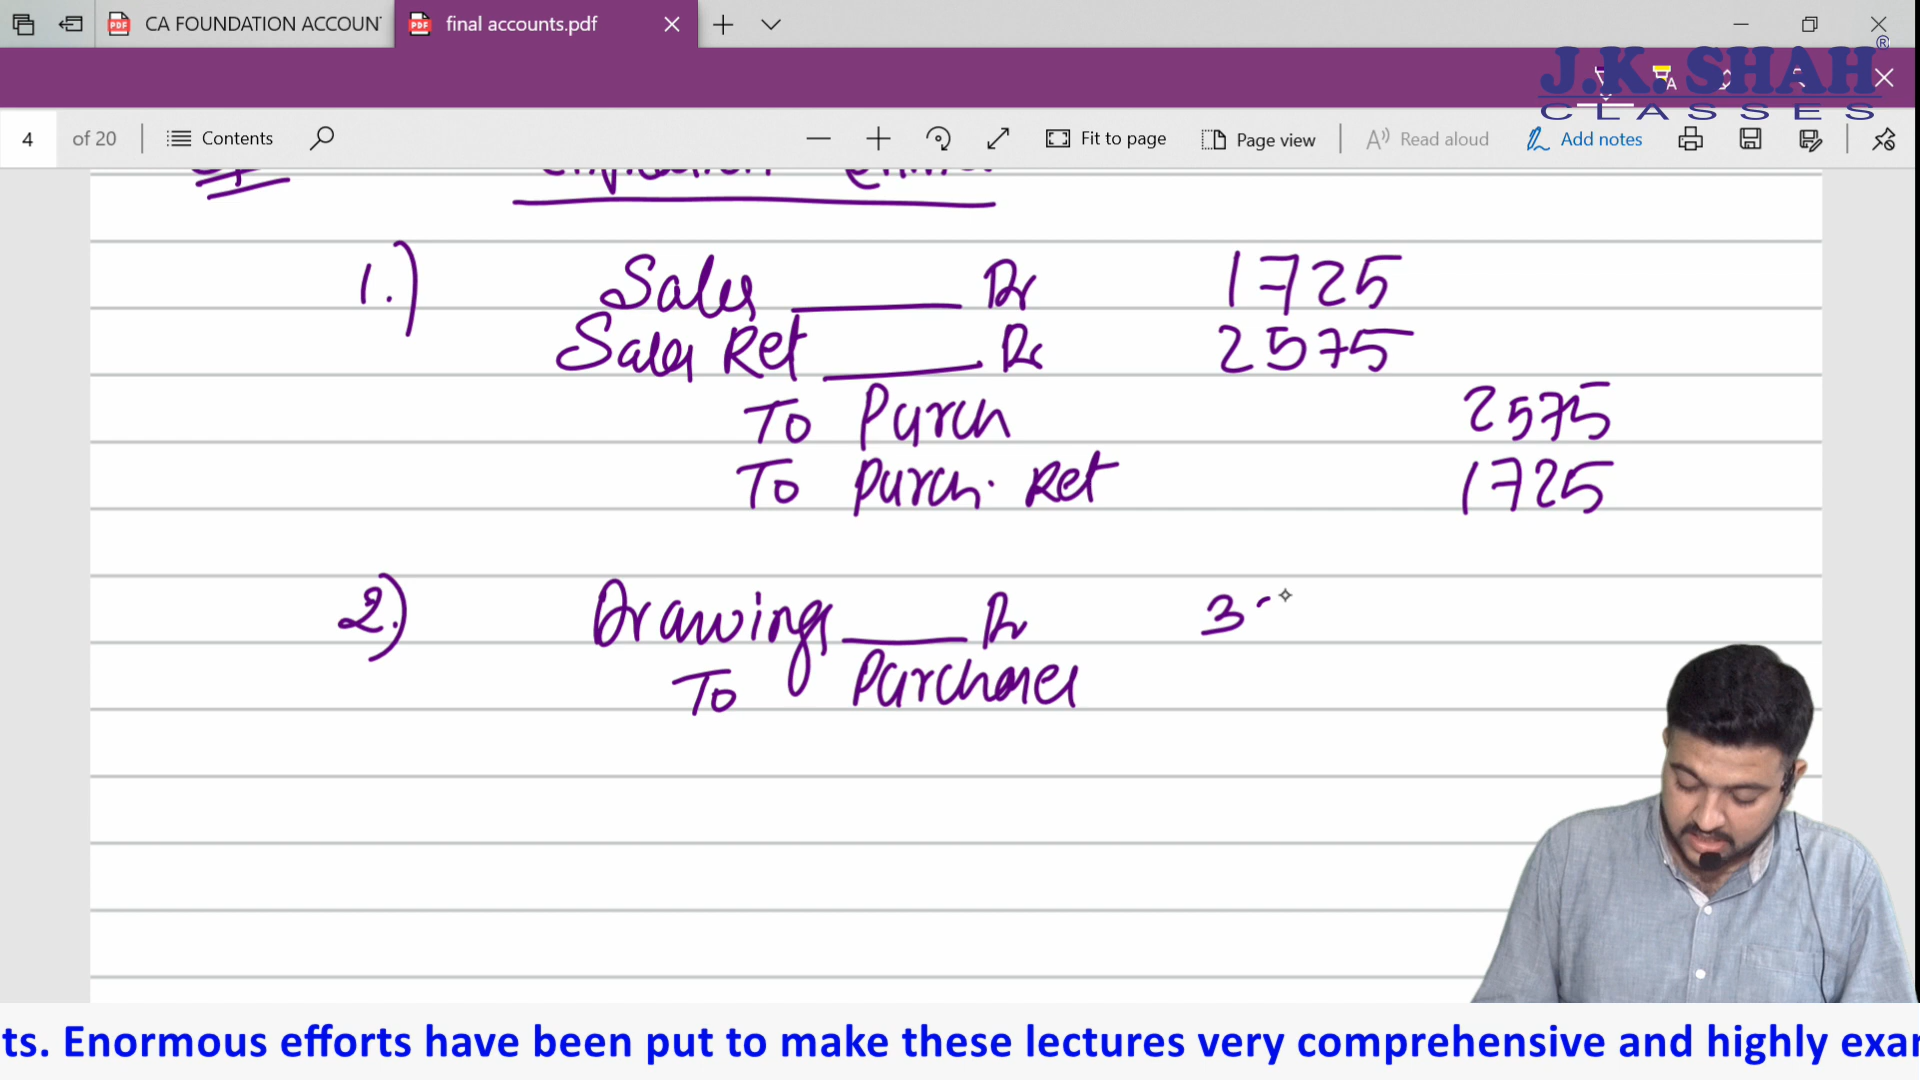 CA FOUNDATION ACCOUN
final accounts.pdf
J.K. SHAH®
CLASSES
4 of 20 Contents Fit to page Page view Read aloud Add notes
1.) Sales Dr 1725
Sales Ret Dr 2575
To Purch 2575
To Purch. Ret 1725
2.) Drawings Dr 3
To Purchases
ts. Enormous efforts have been put to make these lectures very comprehensive and highly exa